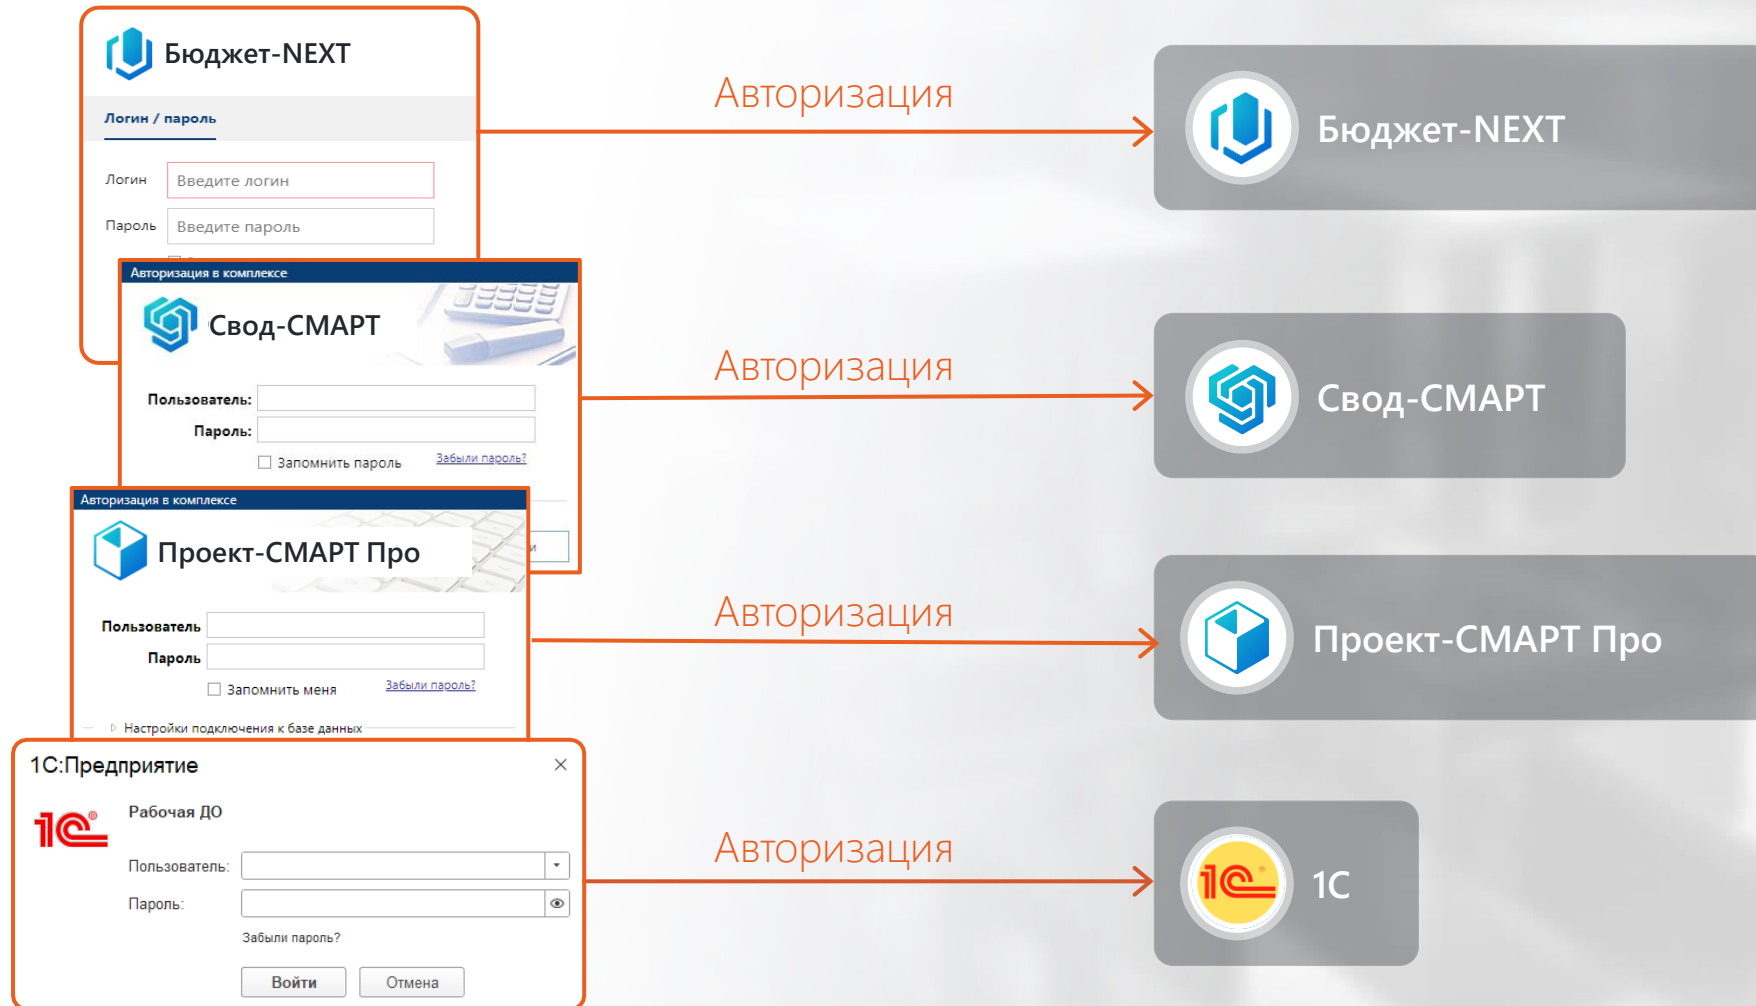 Бюджет-NEXT
Логин / пароль
Логин
Введите логин
Пароль
Введите пароль
Авторизация в комплексе
Свод-СМАРТ
Пользователь:
Пароль:
Запомнить пароль
Забыли пароль?
Авторизация в комплексе
Проект-СМАРТ Про
Пользователь
Пароль
Запомнить меня
Забыли пароль?
Настройки подключения к базе данных
1С:Предприятие
1С
Рабочая ДО
Пользователь:
Пароль:
Забыли пароль?
Войти
Отмена
Авторизация
Бюджет-NEXT
Авторизация
Свод-СМАРТ
Авторизация
Проект-СМАРТ Про
Авторизация
1С
1С